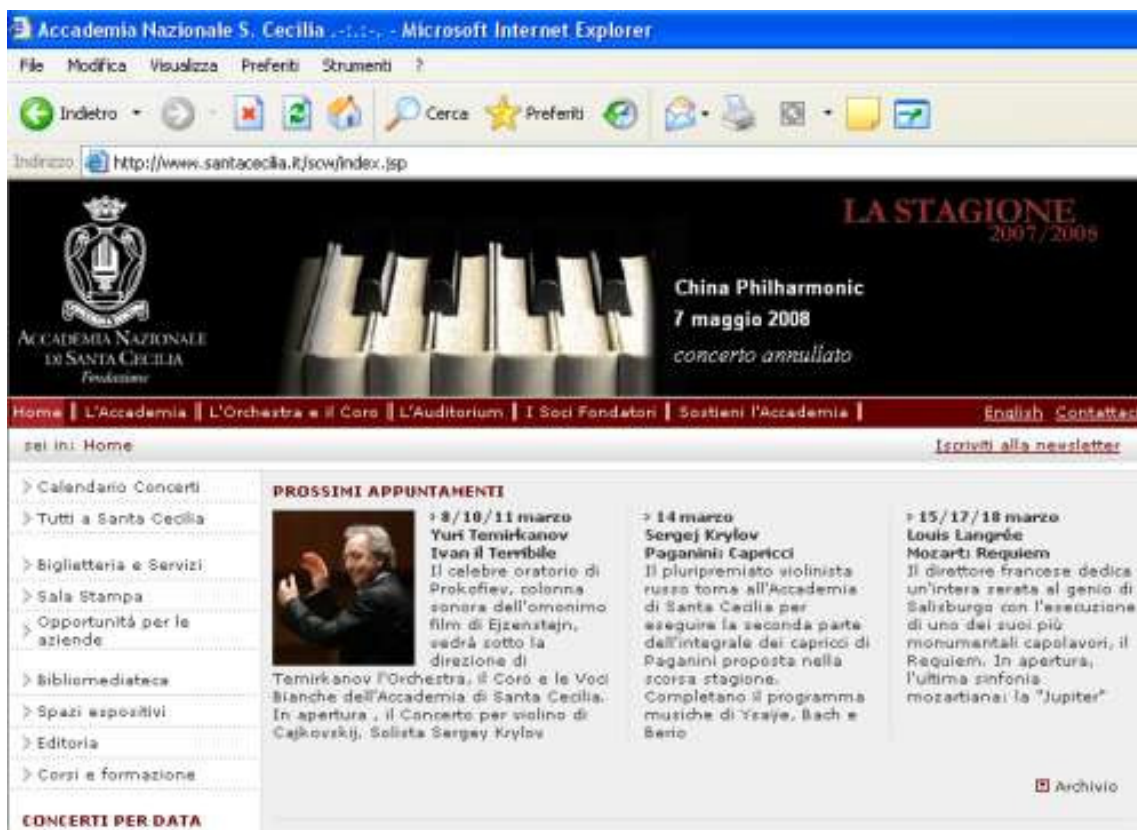 Accademia Nazionale S. Cecilia .-:.:-. - Microsoft Internet Explorer
File Modifica Visualizza Preferiti Strumenti ?
Indietro Cerca Preferiti
Indirizzo http://www.santacecilia.it/scw/index.jsp
LA STAGIONE
2007/2008
China Philharmonic
7 maggio 2008
concerto annullato
ACCADEMIA NAZIONALE
DI SANTA CECILIA
Fondazione
Home L'Accademia L'Orchestra e il Coro L'Auditorium I Soci Fondatori Sostieni l'Accademia English Contattac
sei in: Home Iscriviti alla newsletter
Calendario Concerti
Tutti a Santa Cecilia
Biglietteria e Servizi
Sala Stampa
Opportunità per le
aziende
Bibliomediateca
Spazi espositivi
Editoria
Corsi e formazione
CONCERTI PER DATA
PROSSIMI APPUNTAMENTI
8/10/11 marzo
Yuri Temirkanov
Ivan il Terribile
Il celebre oratorio di
Prokofiev, colonna
sonora dell'omonimo
film di Ejzenstejn,
vedrà sotto la
direzione di
Temirkanov l'Orchestra, il Coro e le Voci
Bianche dell'Accademia di Santa Cecilia.
In apertura , il Concerto per violino di
Cajkovskij, Solista Sergey Krylov
14 marzo
Sergej Krylov
Paganini: Capricci
Il pluripremiato violinista
russo torna all'Accademia
di Santa Cecilia per
eseguire la seconda parte
dell'integrale dei capricci di
Paganini proposta nella
scorsa stagione.
Completano il programma
musiche di Ysaye, Bach e
Berio
15/17/18 marzo
Louis Langrée
Mozart: Requiem
Il direttore francese dedica
un'intera serata al genio di
Salisburgo con l'esecuzione
di uno dei suoi più
monumentali capolavori, il
Requiem. In apertura,
l'ultima sinfonia
mozartiana: la "Jupiter"
Archivio